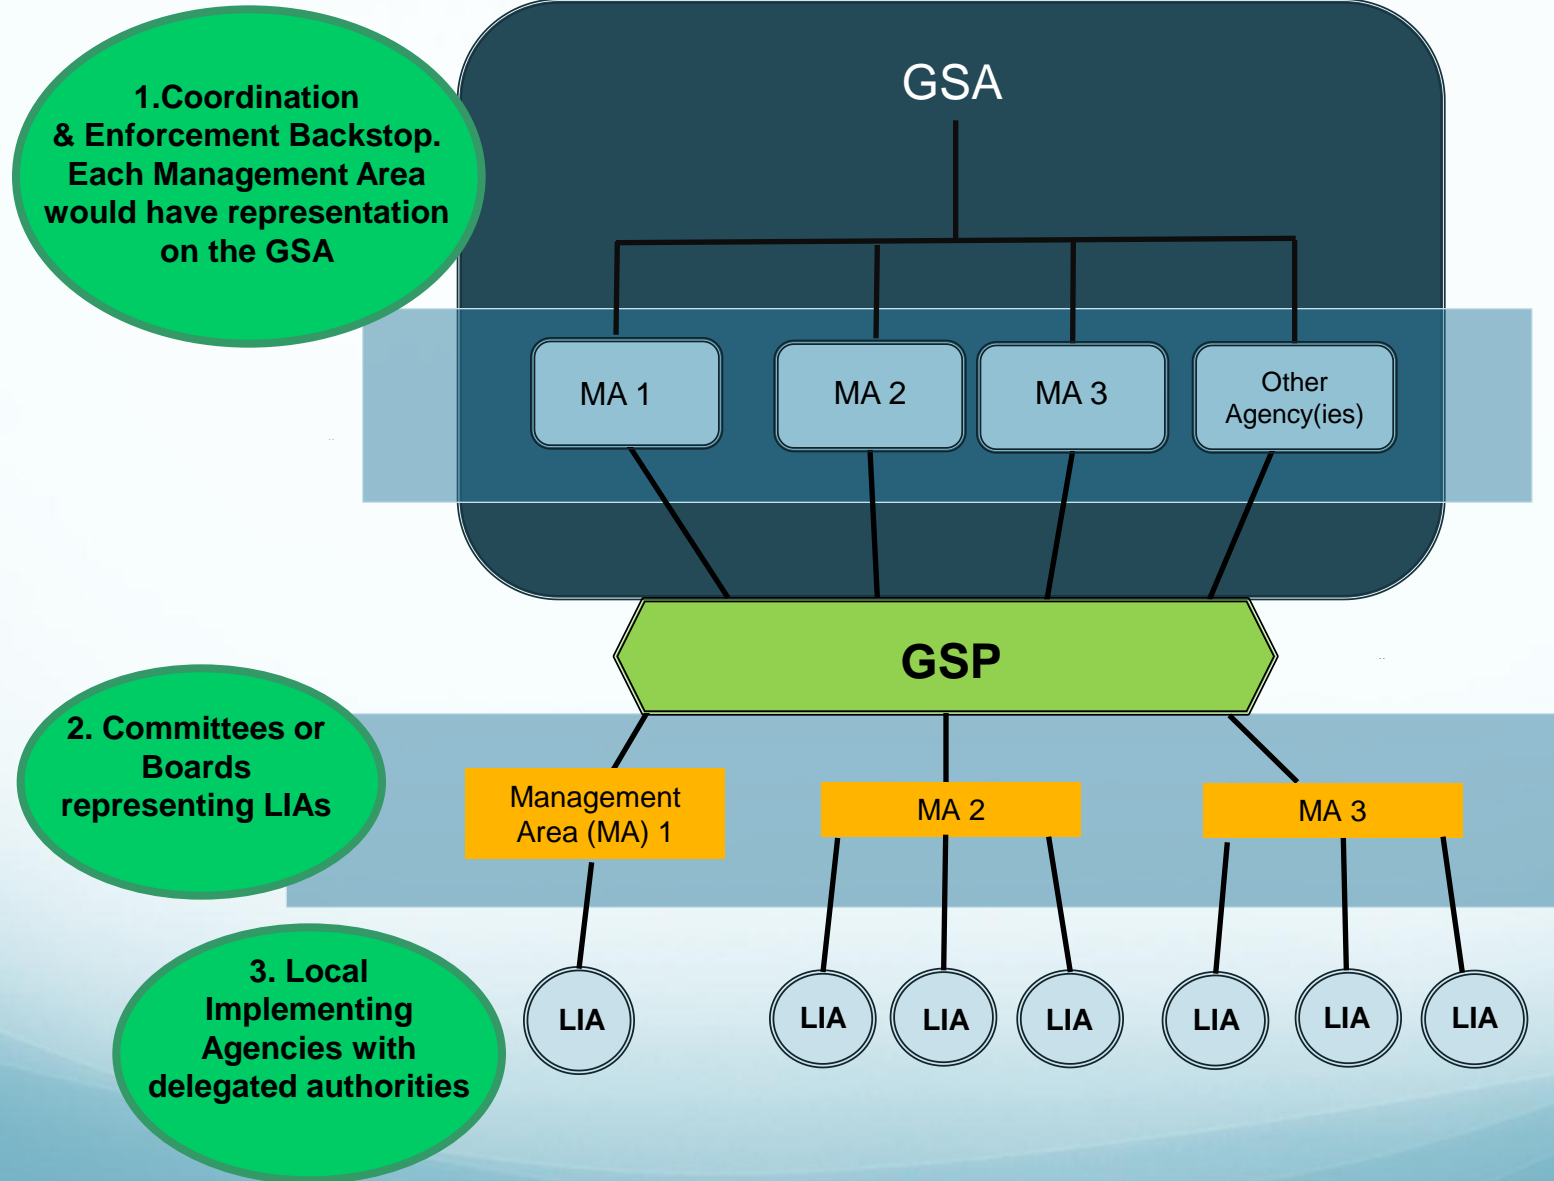 1.Coordination
& Enforcement Backstop.
Each Management Area
would have representation
on the GSA
GSA
MA 1
MA 2
MA 3
Other
Agency(ies)
GSP
2. Committees or
Boards
representing LIAs
Management
Area (MA) 1
MA 2
MA 3
3. Local
Implementing
Agencies with
delegated authorities
LIA
LIA
LIA
LIA
LIA
LIA
LIA